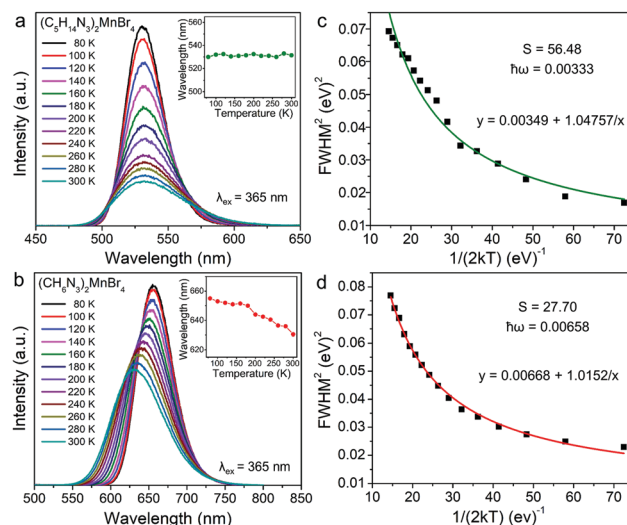 a
(C5H14N3)2MnBr4
80 K
100 K
120 K
140 K
160 K
180 K
200 K
220 K
240 K
260 K
280 K
300 K
Intensity (a.u.)
450 500 550 600 650
Wavelength (nm)
λex = 365 nm
Wavelength (nm)
560
540
520
500
100 150 200 250 300
Temperature (K)
c
FWHM² (eV)²
0.07
0.06
0.05
0.04
0.03
0.02
0.01
10 20 30 40 50 60 70
1/(2kT) (eV)⁻¹
S = 56.48
ħω = 0.00333
y = 0.00349 + 1.04757/x
b
(CH6N3)2MnBr4
80 K
100 K
120 K
140 K
160 K
180 K
200 K
220 K
240 K
260 K
280 K
300 K
Intensity (a.u.)
500 550 600 650 700 750 800 850
Wavelength (nm)
λex = 365 nm
Wavelength (nm)
660
640
620
100 150 200 250 300
Temperature (K)
d
FWHM² (eV)²
0.08
0.07
0.06
0.05
0.04
0.03
0.02
0.01
10 20 30 40 50 60 70
1/(2kT) (ev)⁻¹
S = 27.70
ħω = 0.00658
y = 0.00668 + 1.0152/x